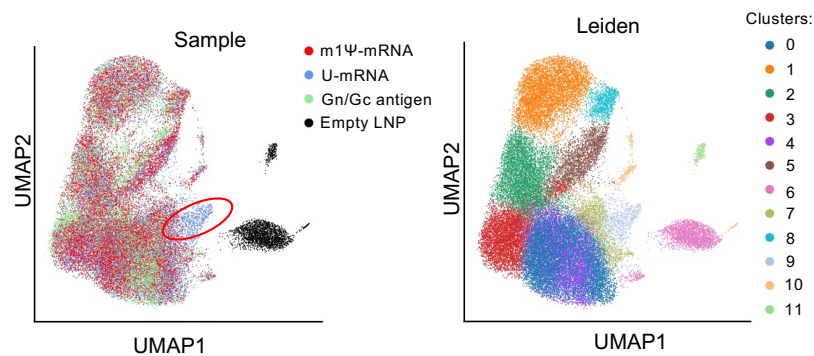 Sample
m1Ψ-mRNA
U-mRNA
Gn/Gc antigen
Empty LNP
UMAP2
UMAP1
Leiden
UMAP2
UMAP1
Clusters:
0
1
2
3
4
5
6
7
8
9
10
11